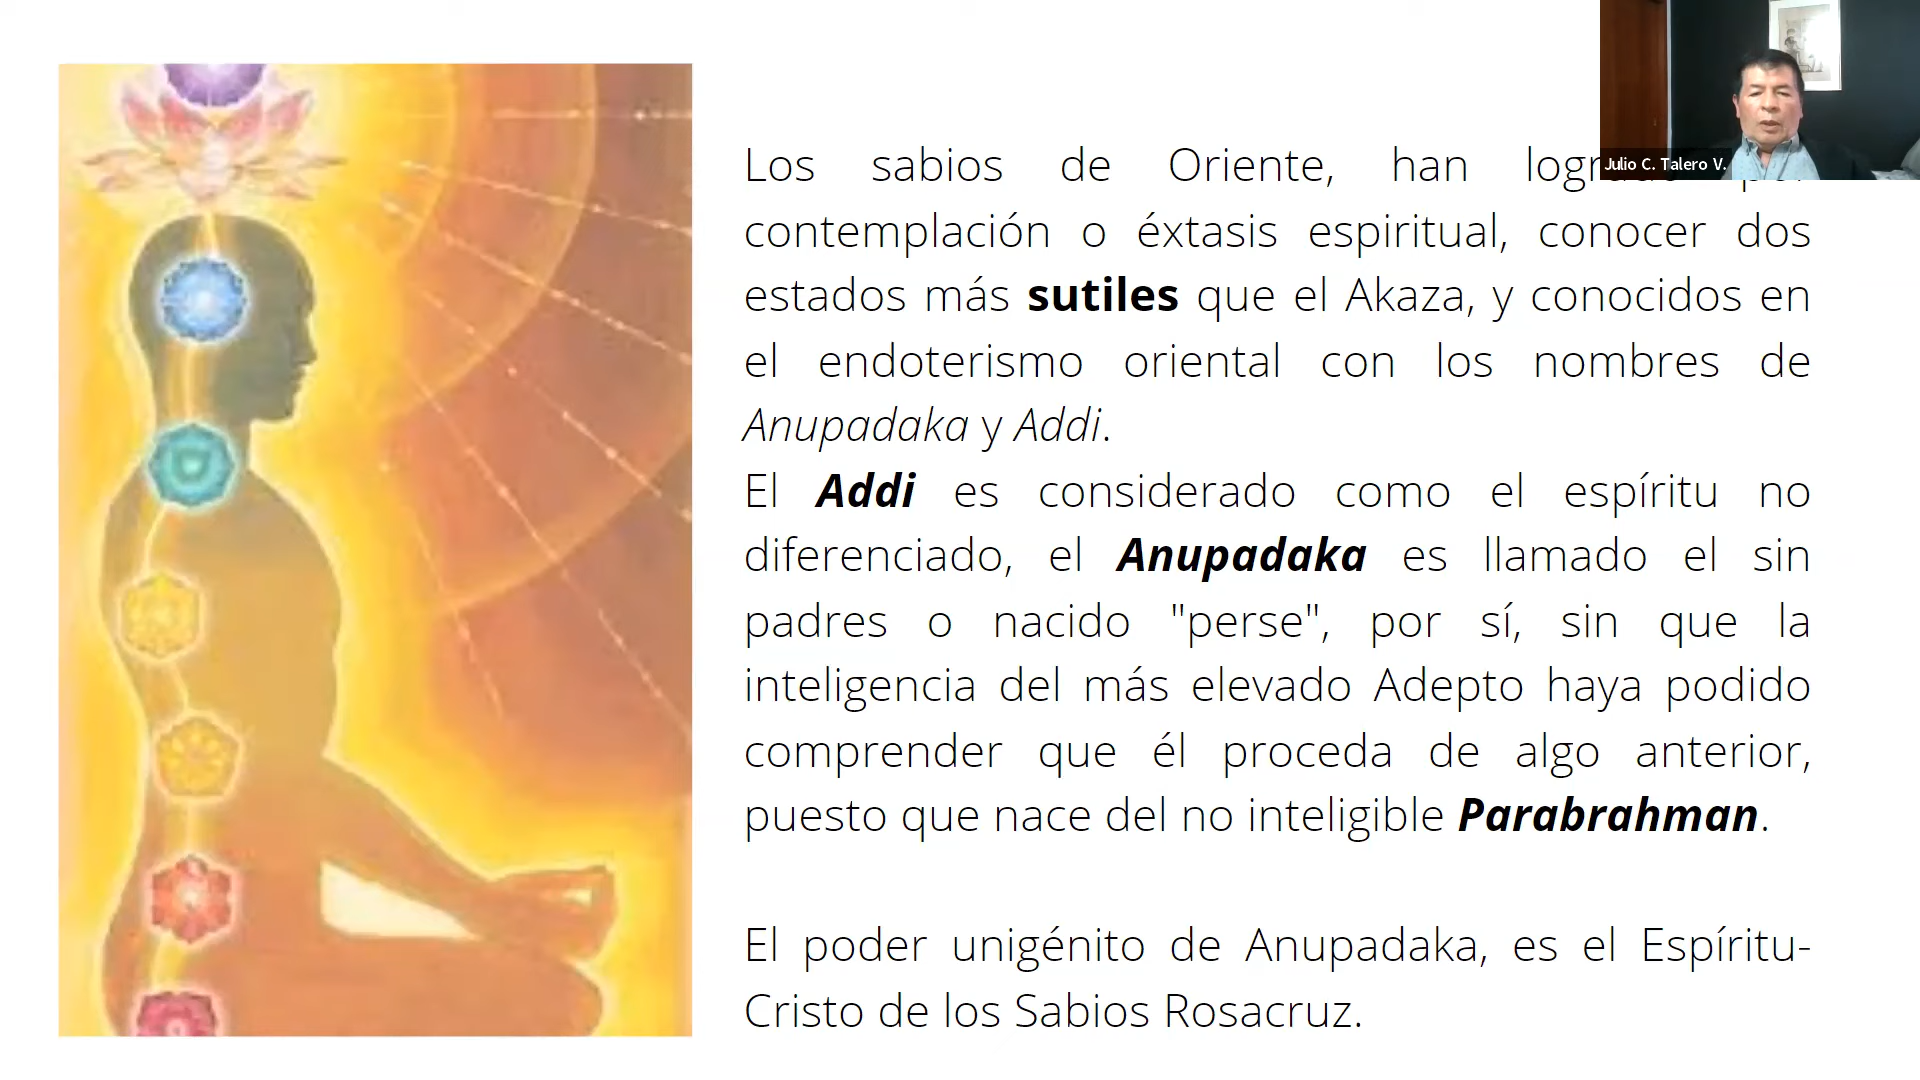 Los sabios de Oriente, han
contemplación o éxtasis espiritual, conocer dos
estados más sutiles que el Akaza, y conocidos en
el endoterismo oriental con los nombres de
Anupadaka y Addi.
El Addi es considerado como el espíritu no
diferenciado, el Anupadaka es llamado el sin
padres o nacido "perse", por sí, sin que la
inteligencia del más elevado Adepto haya podido
comprender que él proceda de algo anterior,
puesto que nace del no inteligible Parabrahman.
El poder unigénito de Anupadaka, es el Espíritu-
Cristo de los Sabios Rosacruz.
Julio C. Talero V.